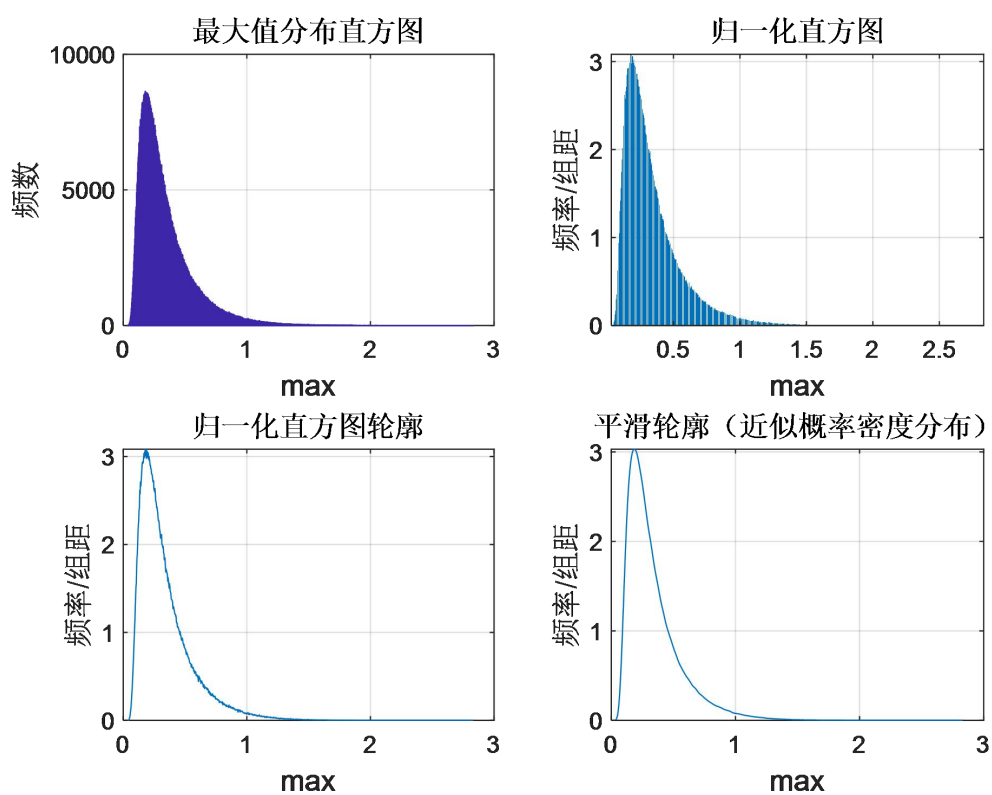 最大值分布直方图
10000
5000
0
频数
0 1 2 3
max
归一化直方图
3
2
1
0
频率/组距
0.5 1 1.5 2 2.5
max
归一化直方图轮廓
3
2
1
0
频率/组距
0 1 2 3
max
平滑轮廓（近似概率密度分布）
3
2
1
0
频率/组距
0 1 2 3
max